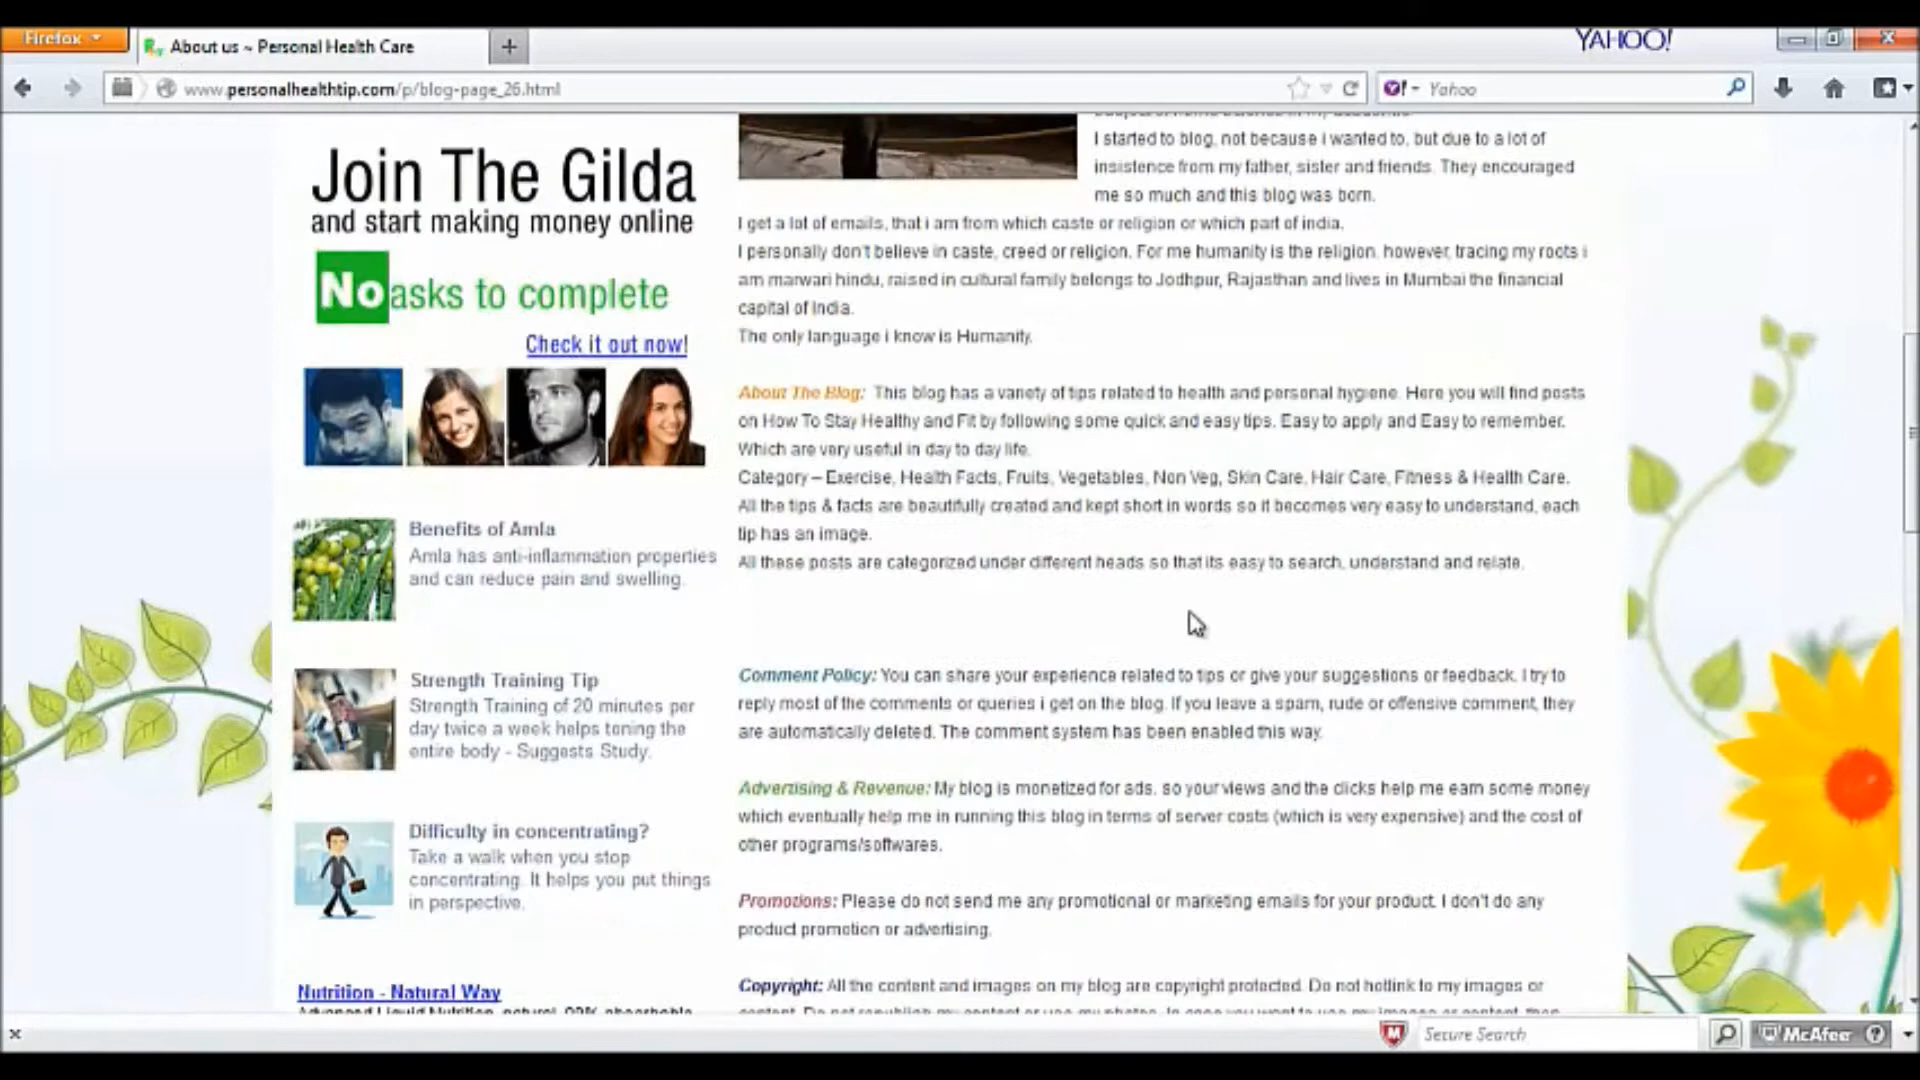 Firefox
About us ~ Personal Health Care
+
YAHOO!
www.personalhealthtip.com/p/blog-page_26.html
Yahoo
Join The Gilda
and start making money online
No asks to complete
Check it out now!
Benefits of Amla
Amla has anti-inflammation properties
and can reduce pain and swelling.
Strength Training Tip
Strength Training of 20 minutes per
day twice a week helps toning the
entire body - Suggests Study.
Difficulty in concentrating?
Take a walk when you stop
concentrating. It helps you put things
in perspective.
Nutrition - Natural Way
Advanced Liquid Nutrition, natural, 98% absorbable
I started to blog, not because i wanted to, but due to a lot of
insistence from my father, sister and friends. They encouraged
me so much and this blog was born.
I get a lot of emails, that i am from which caste or religion or which part of india.
I personally don't believe in caste, creed or religion. For me humanity is the religion. however, tracing my roots i
am marwari hindu, raised in cultural family belongs to Jodhpur, Rajasthan and lives in Mumbai the financial
capital of India.
The only language i know is Humanity.
About The Blog: This blog has a variety of tips related to health and personal hygiene. Here you will find posts
on How To Stay Healthy and Fit by following some quick and easy tips. Easy to apply and Easy to remember.
Which are very useful in day to day life.
Category – Exercise, Health Facts, Fruits, Vegetables, Non Veg, Skin Care, Hair Care, Fitness & Health Care.
All the tips & facts are beautifully created and kept short in words so it becomes very easy to understand, each
tip has an image.
All these posts are categorized under different heads so that its easy to search, understand and relate.
Comment Policy: You can share your experience related to tips or give your suggestions or feedback. I try to
reply most of the comments or queries i get on the blog. If you leave a spam, rude or offensive comment, they
are automatically deleted. The comment system has been enabled this way.
Advertising & Revenue: My blog is monetized for ads. so your views and the clicks help me earn some money
which eventually help me in running this blog in terms of server costs (which is very expensive) and the cost of
other programs/softwares.
Promotions: Please do not send me any promotional or marketing emails for your product. I don't do any
product promotion or advertising.
Copyright: All the content and images on my blog are copyright protected. Do not hotlink to my images or
Secure Search
McAfee